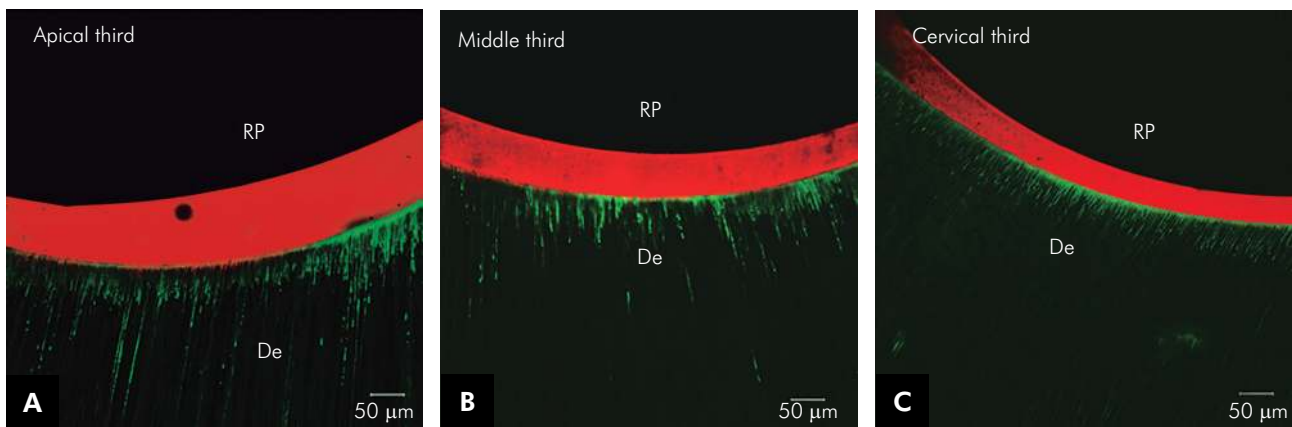 Apical third
RP
De
A
50 μm
Middle third
RP
De
B
50 μm
Cervical third
RP
De
C
50 μm